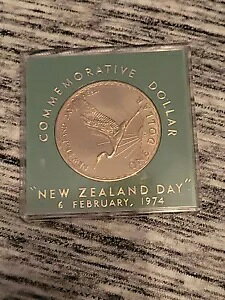 COMMEMORATIVE DOLLAR
"NEW ZEALAND DAY"
6 FEBRUARY, 1974